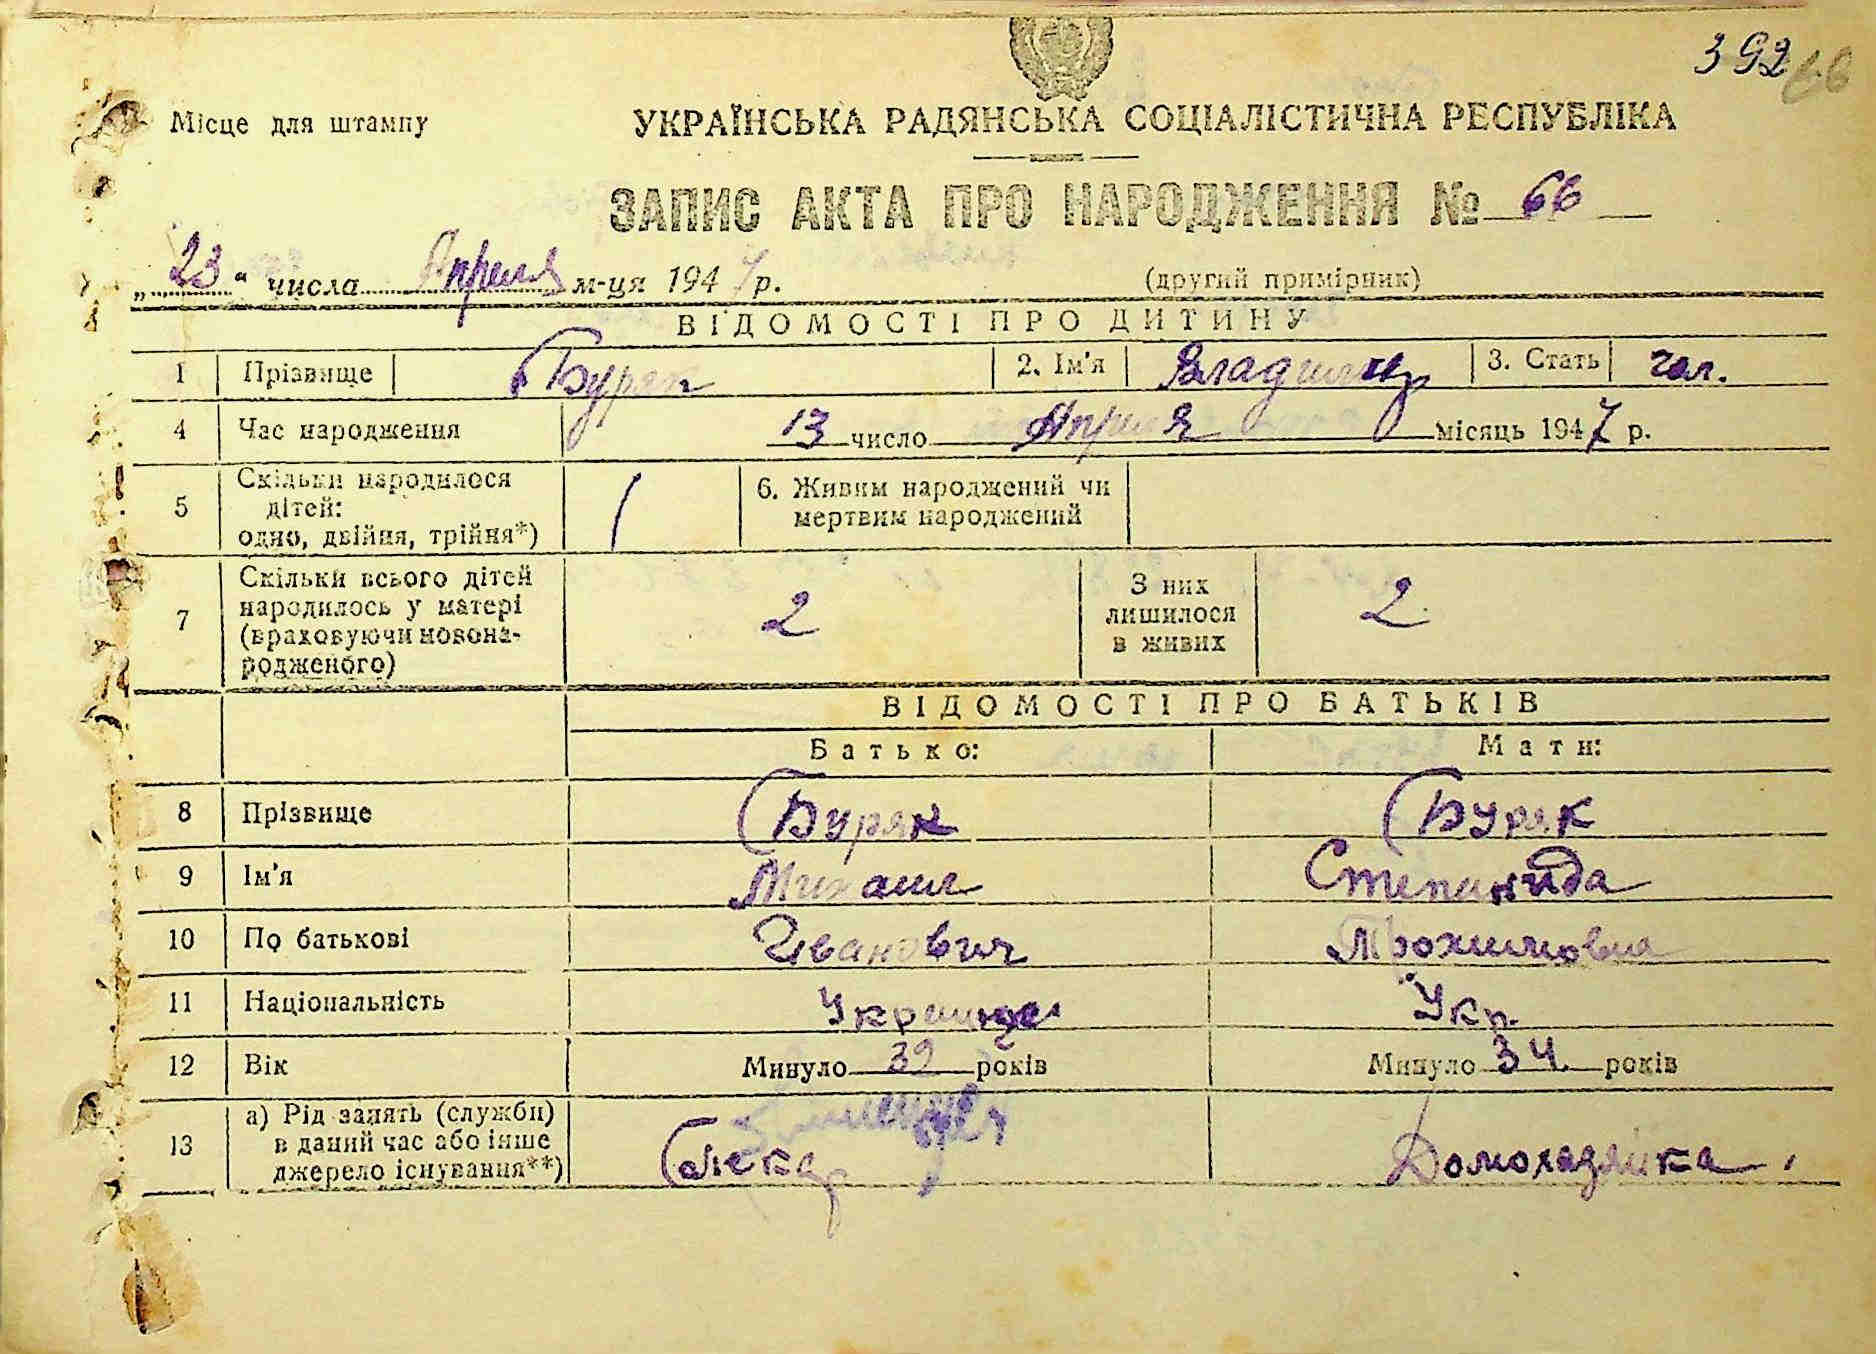 392 66
Місце для штампу
УКРАЇНСЬКА РАДЯНСЬКА СОЦІАЛІСТИЧНА РЕСПУБЛІКА
ЗАПИС АКТА ПРО НАРОДЖЕННЯ № 66
„23“ числа Апреля м-ця 1947 р. (другий примірник)
ВІДОМОСТІ ПРО ДИТИНУ
1 Прізвище Буряк 2. Ім'я Владимир 3. Стать чол.
4 Час народження 13 число Апреля місяць 1947 р.
5 Скільки народилося дітей: одно, двійня, трійня*) 1 6. Живим народжений чи мертвим народжений
7 Скільки всього дітей народилось у матері (враховуючи новонародженого) 2 З них лишилося в живих 2
ВІДОМОСТІ ПРО БАТЬКІВ
Батько: Мати:
8 Прізвище Буряк Буряк
9 Ім'я Михаил Степанида
10 По батькові Иванович Трохимовна
11 Національність Украинец Укр.
12 Вік Минуло 39 років Минуло 34 років
13 а) Рід занять (служби) в даний час або інше джерело існування**) Домохазяйка